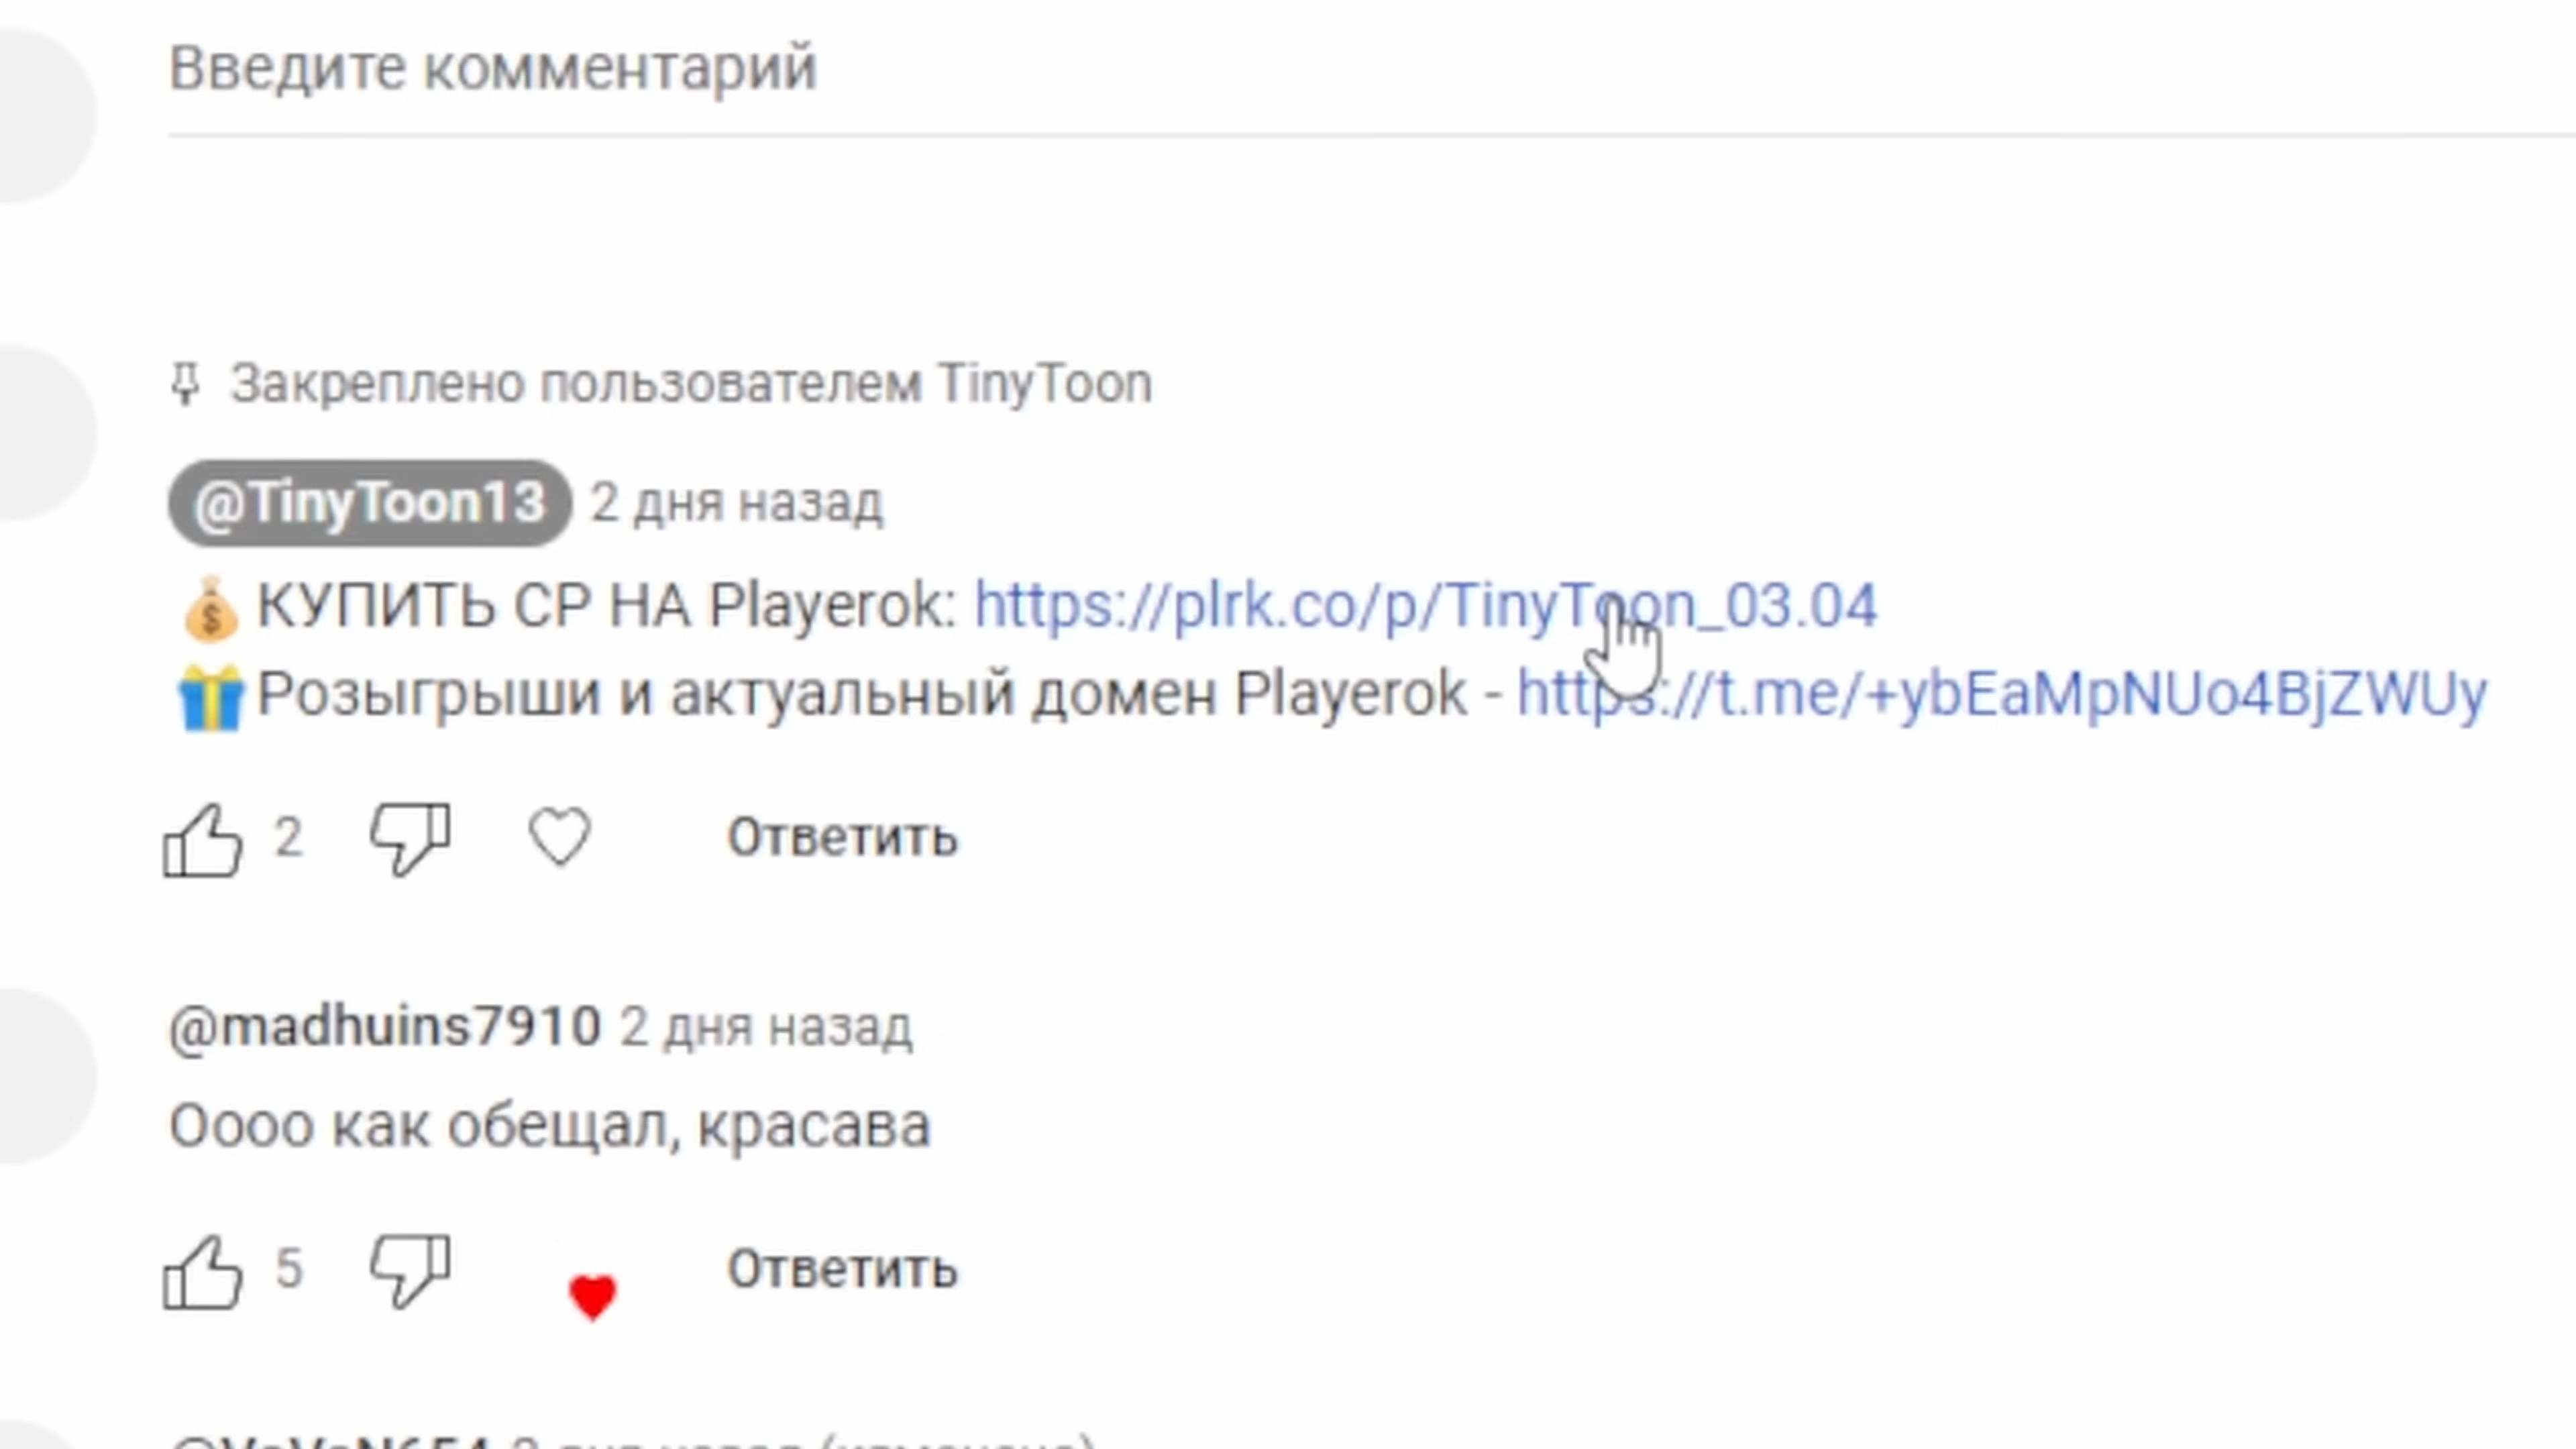 Введите комментарий
Закреплено пользователем TinyToon
@TinyToon13 2 дня назад
💰 КУПИТЬ CP НА Playerok: https://plrk.co/p/TinyToon_03.04
🎁 Розыгрыши и актуальный домен Playerok - https://t.me/+ybEaMpNUo4BjZWUy
2 Ответить
@madhuins7910 2 дня назад
Оооо как обещал, красава
5 Ответить